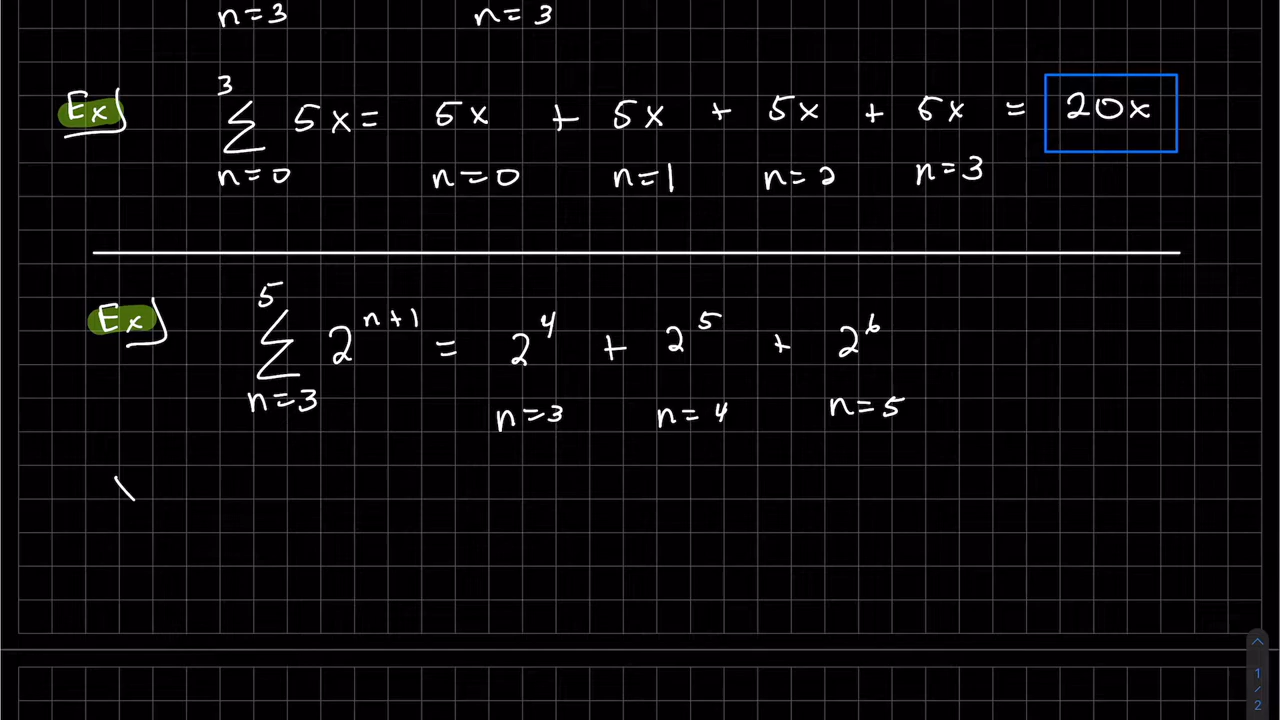 n=3 n=3
3
Ex) ∑ 5x = 5x + 5x + 5x + 5x = 20x
n=0 n=0 n=1 n=2 n=3
5
Ex) ∑ 2^{n+1} = 2^4 + 2^5 + 2^6
n=3 n=3 n=4 n=5
1
/
2